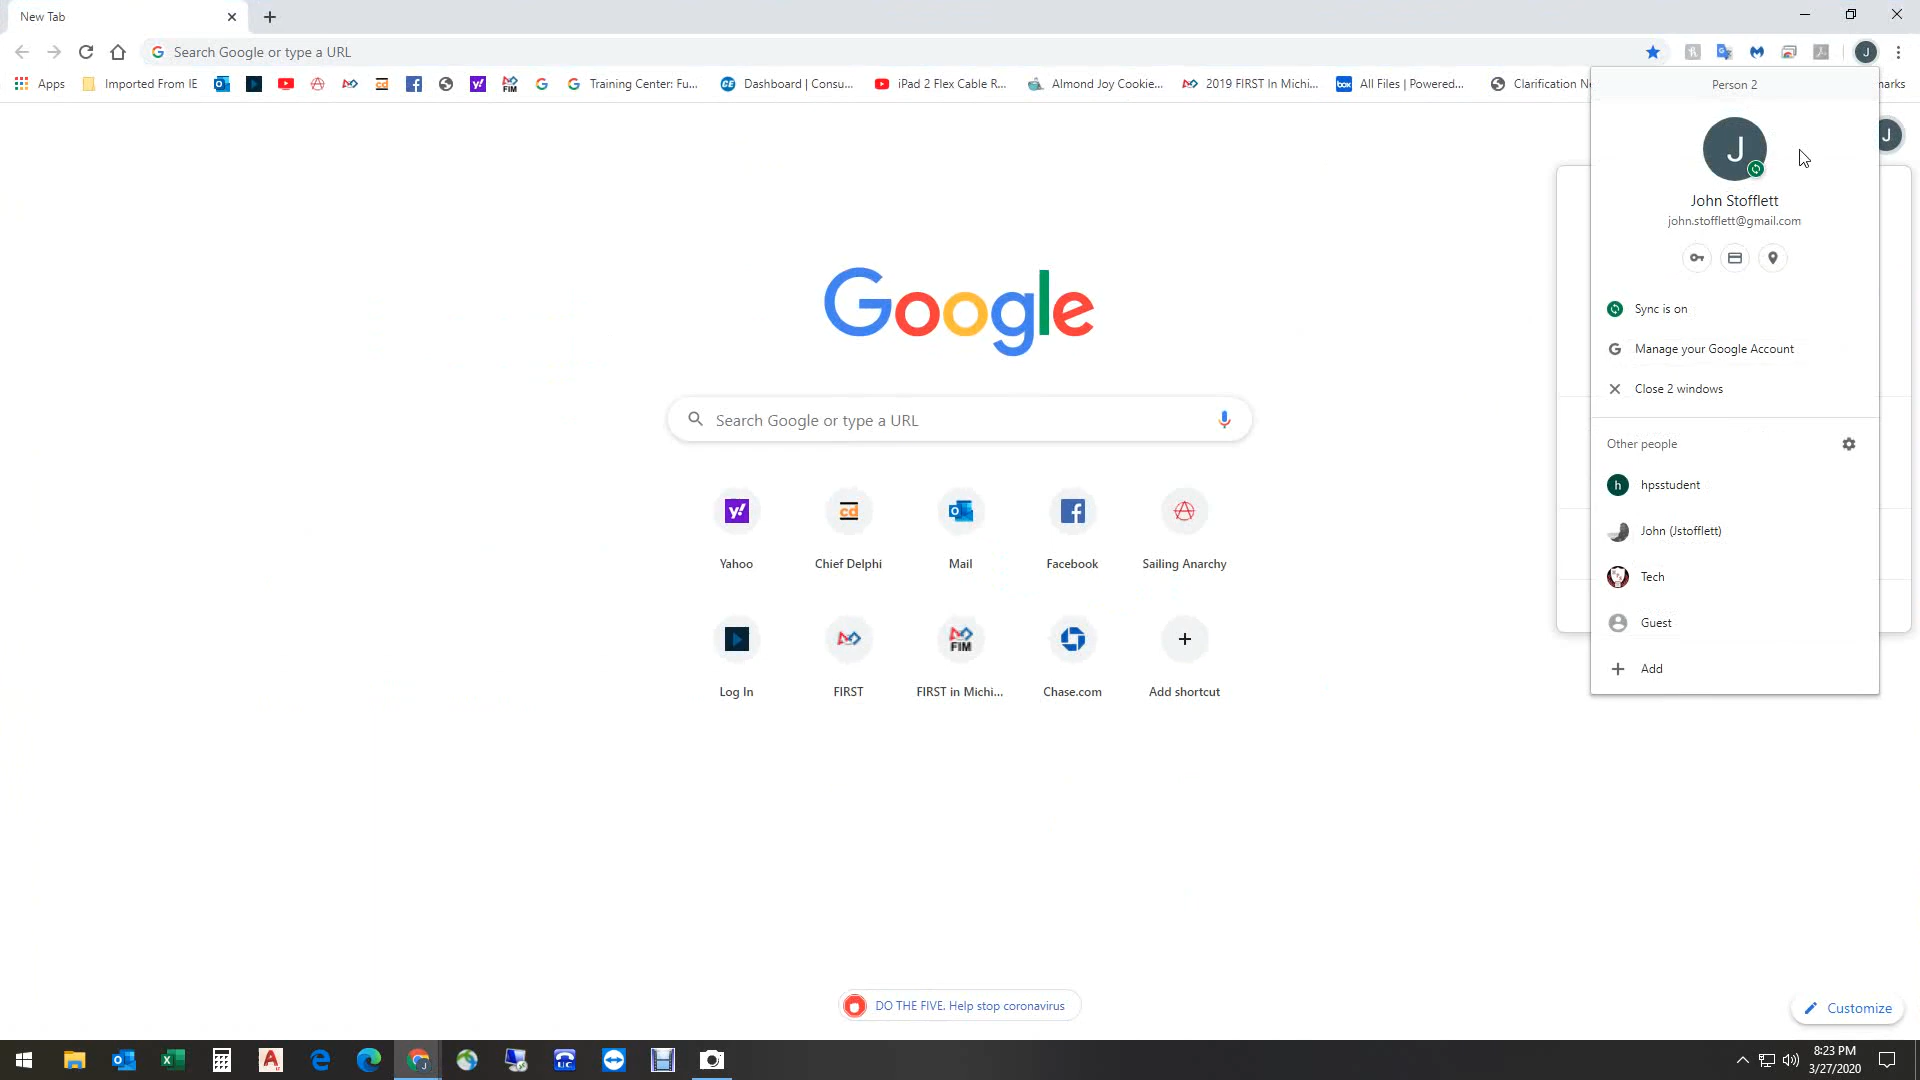 New Tab
Search Google or type a URL
J
Apps
Imported From IE
Training Center: Fu...
Dashboard | Consu...
iPad 2 Flex Cable R...
Almond Joy Cookie...
2019 FIRST In Michi...
box
All Files | Powered...
Clarification Ne
marks
Person 2
J
J
John Stofflett
john.stofflett@gmail.com
Sync is on
Manage your Google Account
Close 2 windows
Other people
h hpsstudent
John (Jstofflett)
Tech
Guest
Add
Google
Search Google or type a URL
Yahoo
Chief Delphi
Mail
Facebook
Sailing Anarchy
Log In
FIRST
FIRST in Michi...
Chase.com
Add shortcut
DO THE FIVE. Help stop coronavirus
Customize
8:23 PM
3/27/2020